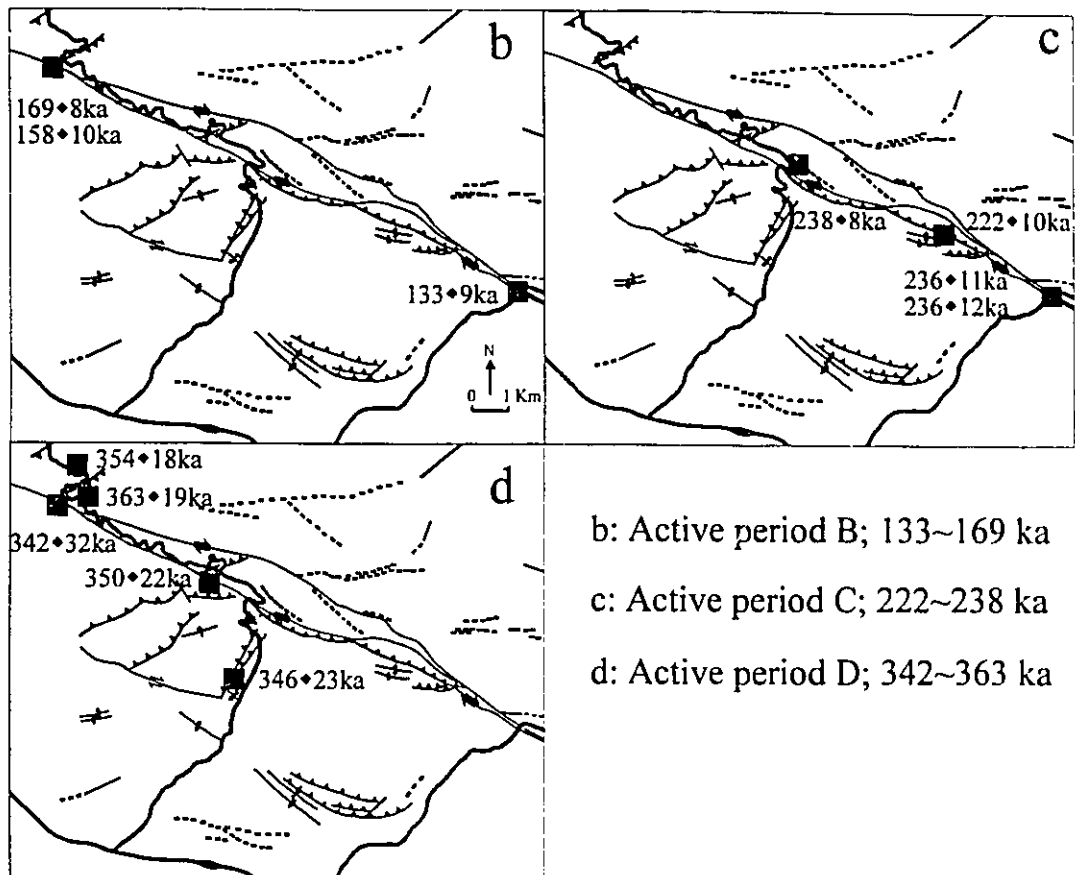 b
169◆8ka
158◆10ka
133◆9ka
N
0 1 Km
c
238◆8ka
222◆10ka
236◆11ka
236◆12ka
d
354◆18ka
363◆19ka
342◆32ka
350◆22ka
346◆23ka
b: Active period B; 133~169 ka
c: Active period C; 222~238 ka
d: Active period D; 342~363 ka